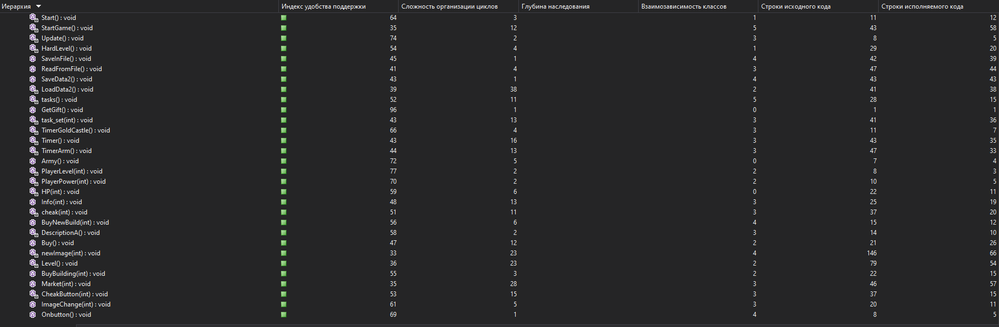 Иерархия Индекс удобства поддержки Сложность организации циклов Глубина наследования Взаимозависимость классов Строки исходного кода Строки исполняемого кода
Start() : void 64 3 1 11 12
StartGame() : void 35 12 5 43 58
Update() : void 74 2 3 8 5
HardLevel() : void 54 4 1 29 20
SaveInFile() : void 45 1 4 42 39
ReadFromFile() : void 41 4 3 47 44
SaveData2() : void 43 1 4 43 43
LoadData2() : void 39 38 2 41 38
tasks() : void 52 11 5 28 15
GetGift() : void 96 1 0 1 1
task_set(int) : void 43 13 3 41 36
TimerGoldCastle() : void 66 4 3 11 7
Timer() : void 43 16 3 43 35
TimerArm() : void 44 13 3 47 33
Army() : void 72 5 0 7 4
PlayerLevel(int) : void 77 2 2 8 3
PlayerPower(int) : void 70 2 2 10 5
HP(int) : void 59 6 0 22 11
Info(int) : void 48 13 3 25 19
cheak(int) : void 51 11 3 37 20
BuyNewBuild(int) : void 56 6 4 15 12
DescriptionA() : void 58 2 3 14 10
Buy() : void 47 12 2 21 26
newImage(int) : void 33 23 4 146 66
Level() : void 36 23 2 79 54
BuyBuilding(int) : void 55 3 2 22 15
Market(int) : void 35 28 3 46 57
CheakButton(int) : void 53 15 3 37 15
ImageChange(int) : void 61 5 3 20 11
Onbutton() : void 69 1 4 8 5